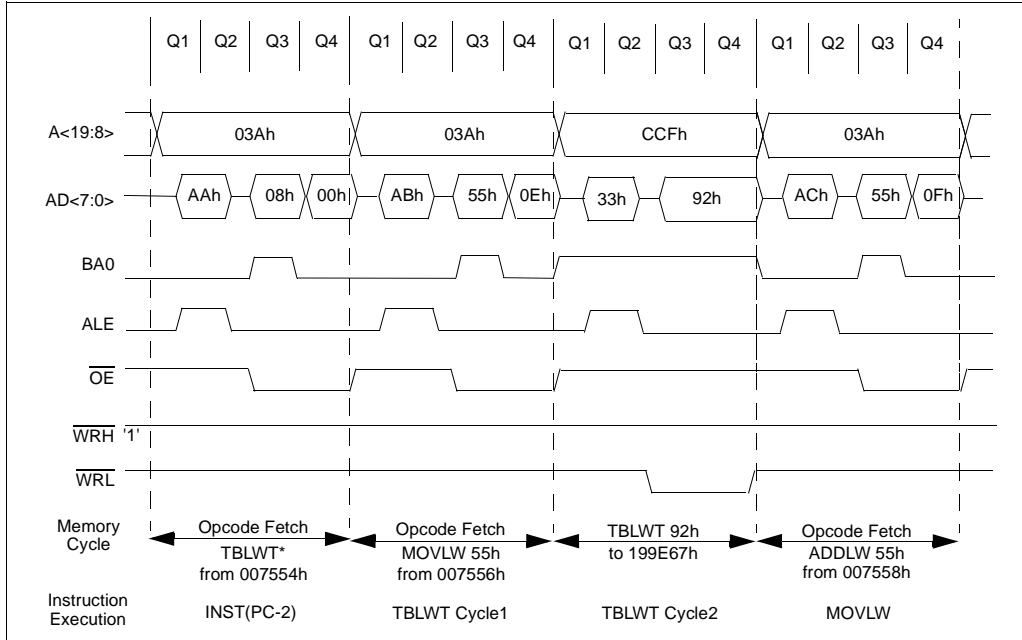 Q1 Q2 Q3 Q4 Q1 Q2 Q3 Q4 Q1 Q2 Q3 Q4 Q1 Q2 Q3 Q4
A<19:8> 03Ah 03Ah CCFh 03Ah
AD<7:0> AAh 08h 00h ABh 55h 0Eh 33h 92h ACh 55h 0Fh
BA0
ALE
OE
WRH '1'
WRL
Memory Cycle
Opcode Fetch
TBLWT*
from 007554h
Opcode Fetch
MOVLW 55h
from 007556h
TBLWT 92h
to 199E67h
Opcode Fetch
ADDLW 55h
from 007558h
Instruction Execution
INST(PC-2) TBLWT Cycle1 TBLWT Cycle2 MOVLW